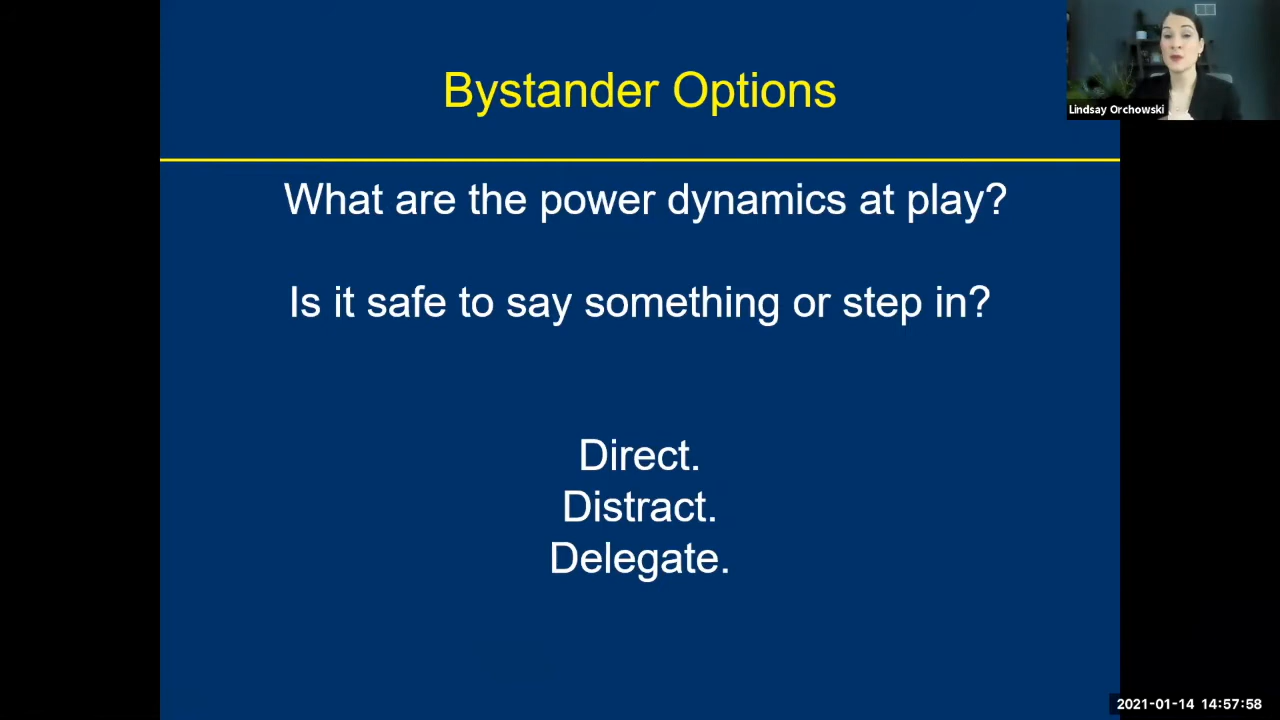 Bystander Options
Lindsay Orchowski
What are the power dynamics at play?
Is it safe to say something or step in?
Direct.
Distract.
Delegate.
2021-01-14 14:57:58